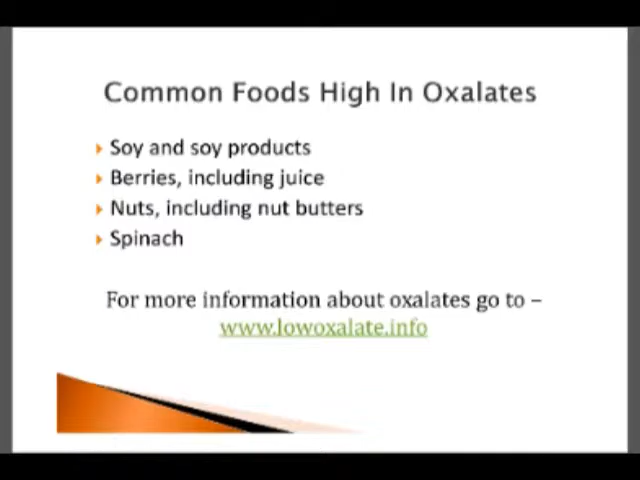 Common Foods High In Oxalates
Soy and soy products
Berries, including juice
Nuts, including nut butters
Spinach
For more information about oxalates go to –
www.lowoxalate.info